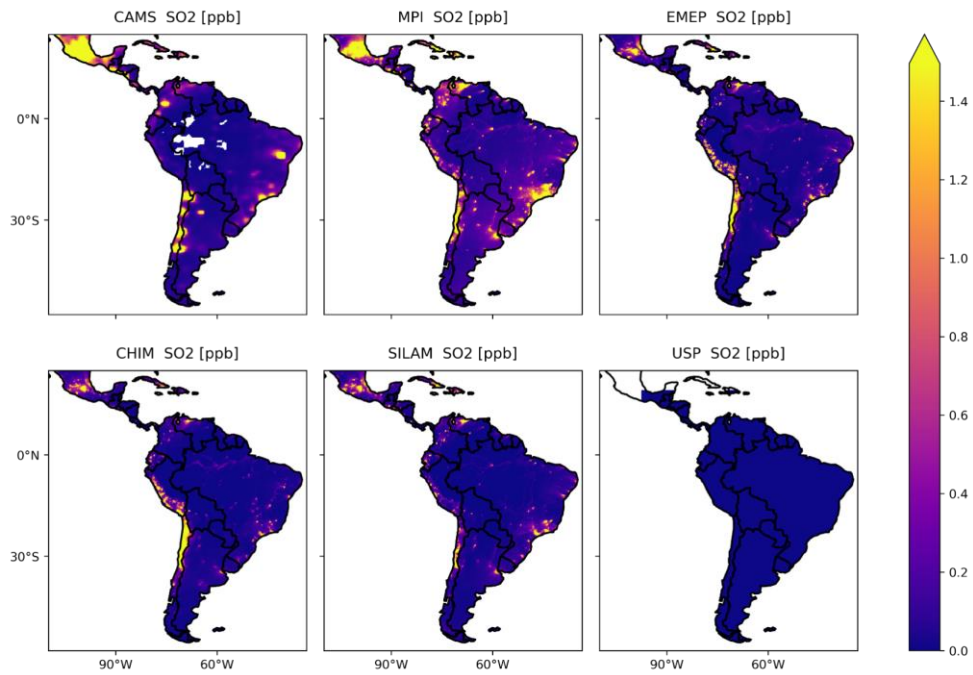 CAMS SO2 [ppb]
MPI SO2 [ppb]
EMEP SO2 [ppb]
0°N
30°S
90°W
60°W
CHIM SO2 [ppb]
SILAM SO2 [ppb]
USP SO2 [ppb]
0°N
30°S
90°W
60°W
90°W
60°W
90°W
60°W
1.4
1.2
1.0
0.8
0.6
0.4
0.2
0.0